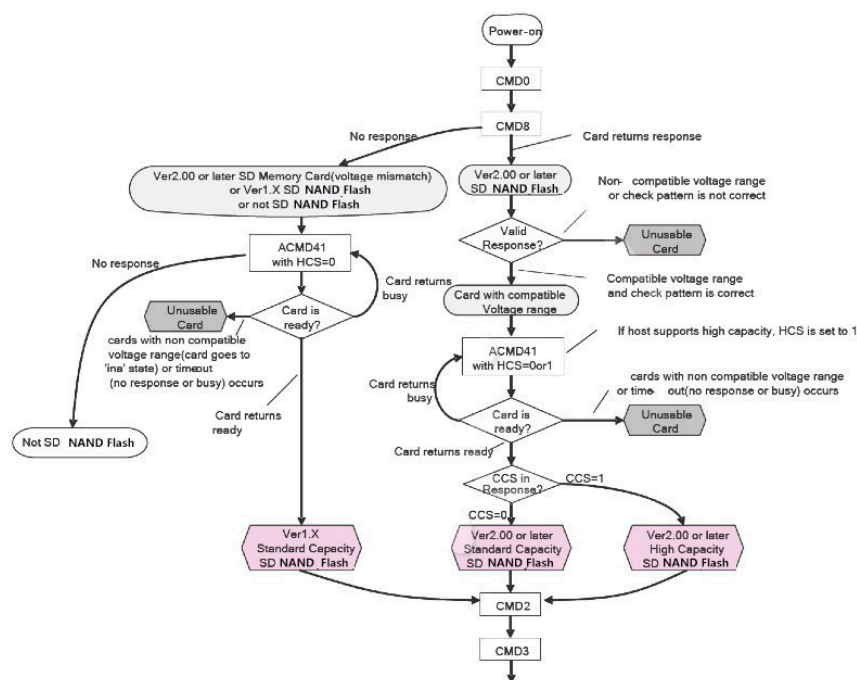 Power-on
CMD0
CMD8
No response
Card returns response
Ver2.00 or later SD Memory Card(voltage mismatch)
or Ver1.X SD NAND Flash
or not SD NAND Flash
Ver2.00 or later
SD NAND Flash
Non- compatible voltage range
or check pattern is not correct
Valid
Response?
Unusable
Card
ACMD41
with HCS=0
No response
Card returns
busy
Compatible voltage range
and check pattern is correct
Card with compatible
Voltage range
Unusable
Card
Card is
ready?
If host supports high capacity, HCS is set to 1
cards with non compatible
voltage range(card goes to
'ina' state) or timeout
(no response or busy) occurs
ACMD41
with HCS=0or1
Card returns
busy
cards with non compatible voltage range
or time- out(no response or busy) occurs
Card returns
ready
Card is
ready?
Unusable
Card
Not SD NAND Flash
Card returns ready
CCS in
Response?
CCS=1
CCS=0
Ver1.X
Standard Capacity
SD NAND Flash
Ver2.00 or later
Standard Capacity
SD NAND Flash
Ver2.00 or later
High Capacity
SD NAND Flash
CMD2
CMD3